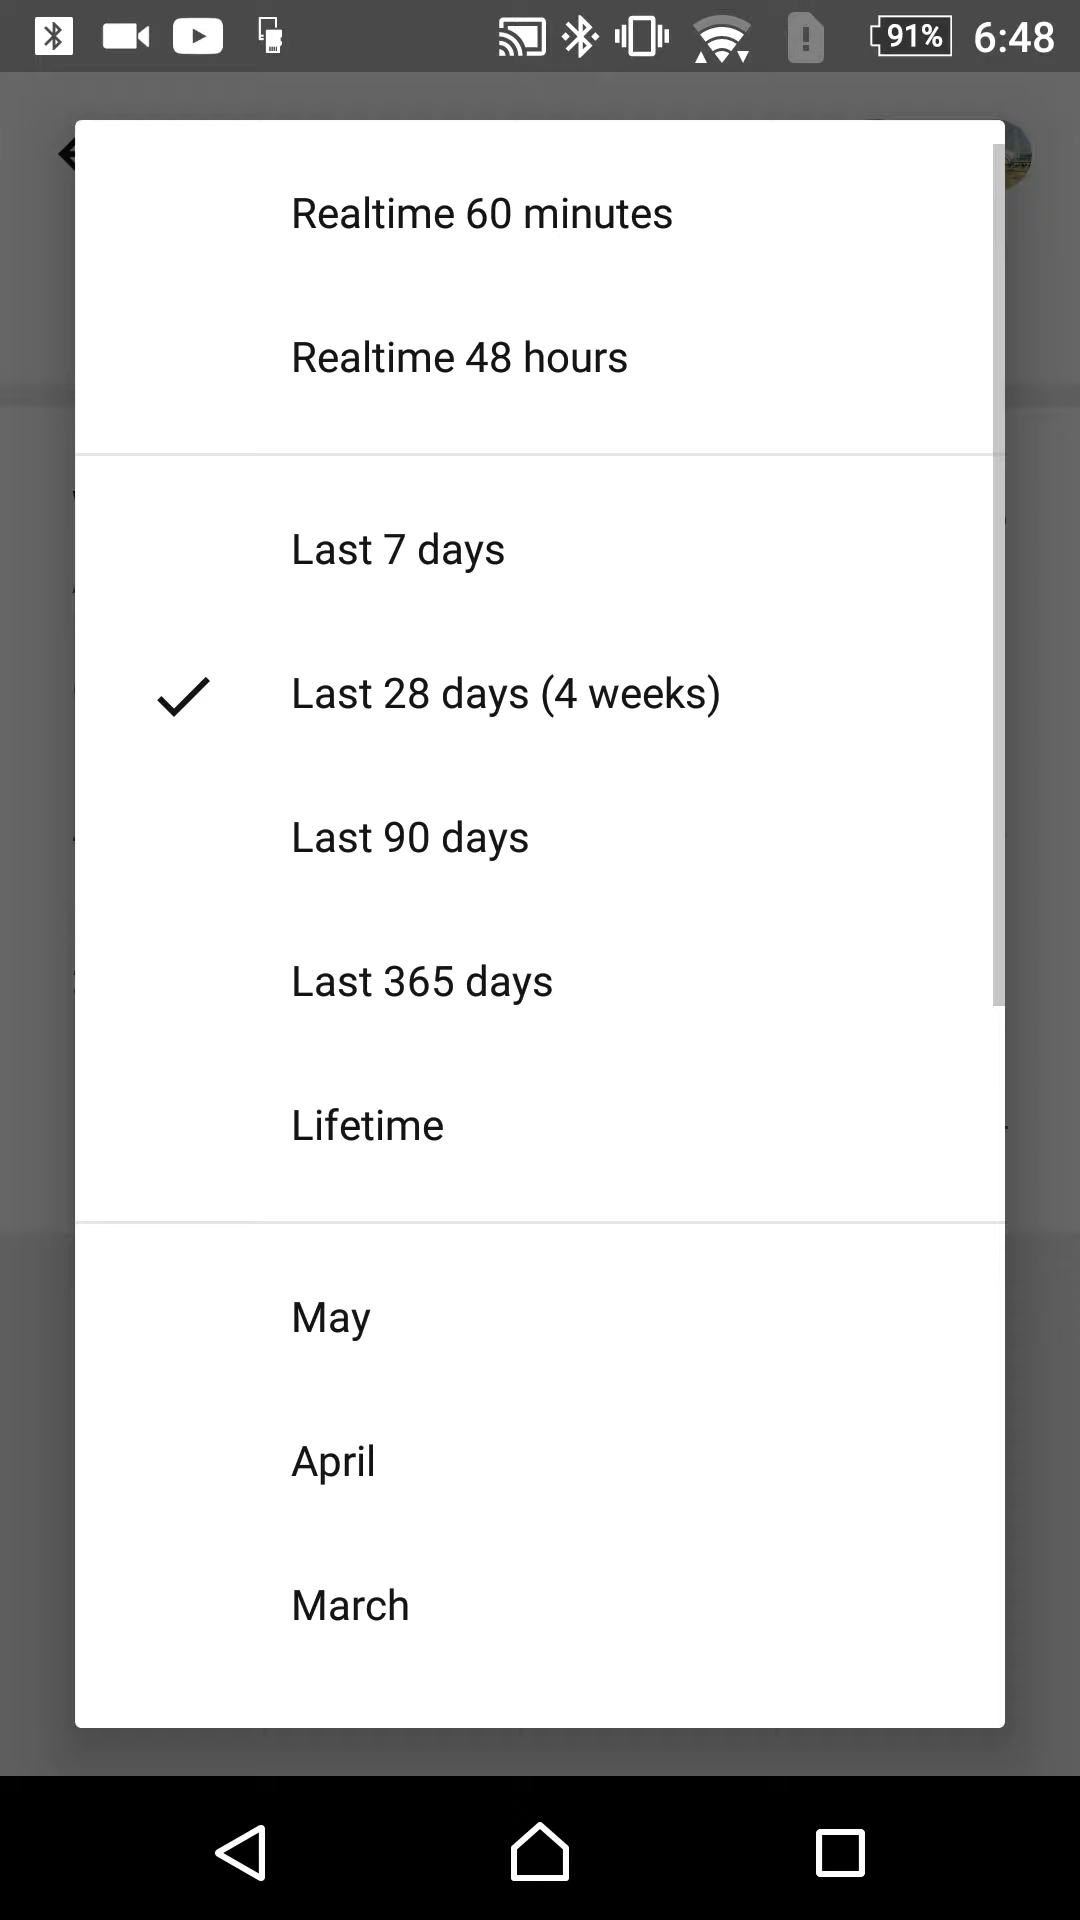 91% 6:48
Realtime 60 minutes
Realtime 48 hours
Last 7 days
Last 28 days (4 weeks)
Last 90 days
Last 365 days
Lifetime
May
April
March